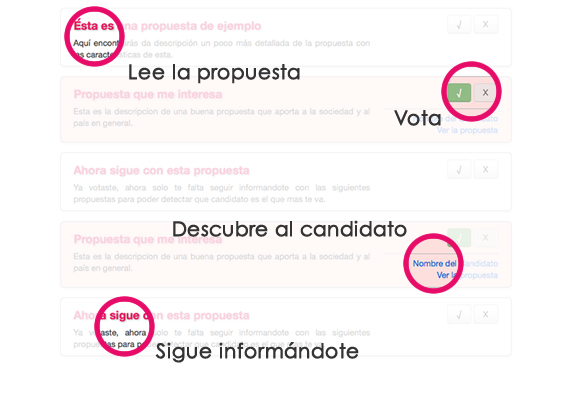 Ésta es una propuesta de ejemplo
√ X
Aquí encontrarás da descripción un poco más detallada de la propuesta con
las características de esta.
Lee la propuesta
Propuesta que me interesa
√ X
Esta es la descripcion de una buena propuesta que aporta a la sociedad y al
país en general.
Vota
Ver la propuesta
Ahora sigue con esta propuesta
√ X
Ya votaste, ahora solo te falta seguir informandote con las siguientes
propuestas para poder detectar que candidato es el que mas te va.
Descubre al candidato
Propuesta que me interesa
√ X
Esta es la descripcion de una buena propuesta que aporta a la sociedad y al
país en general.
Nombre del candidato
Ver la propuesta
Ahora sigue con esta propuesta
√ X
Ya votaste, ahora solo te falta seguir informandote con las siguientes
propuestas para poder detectar que candidato es el que mas te va.
Sigue informándote